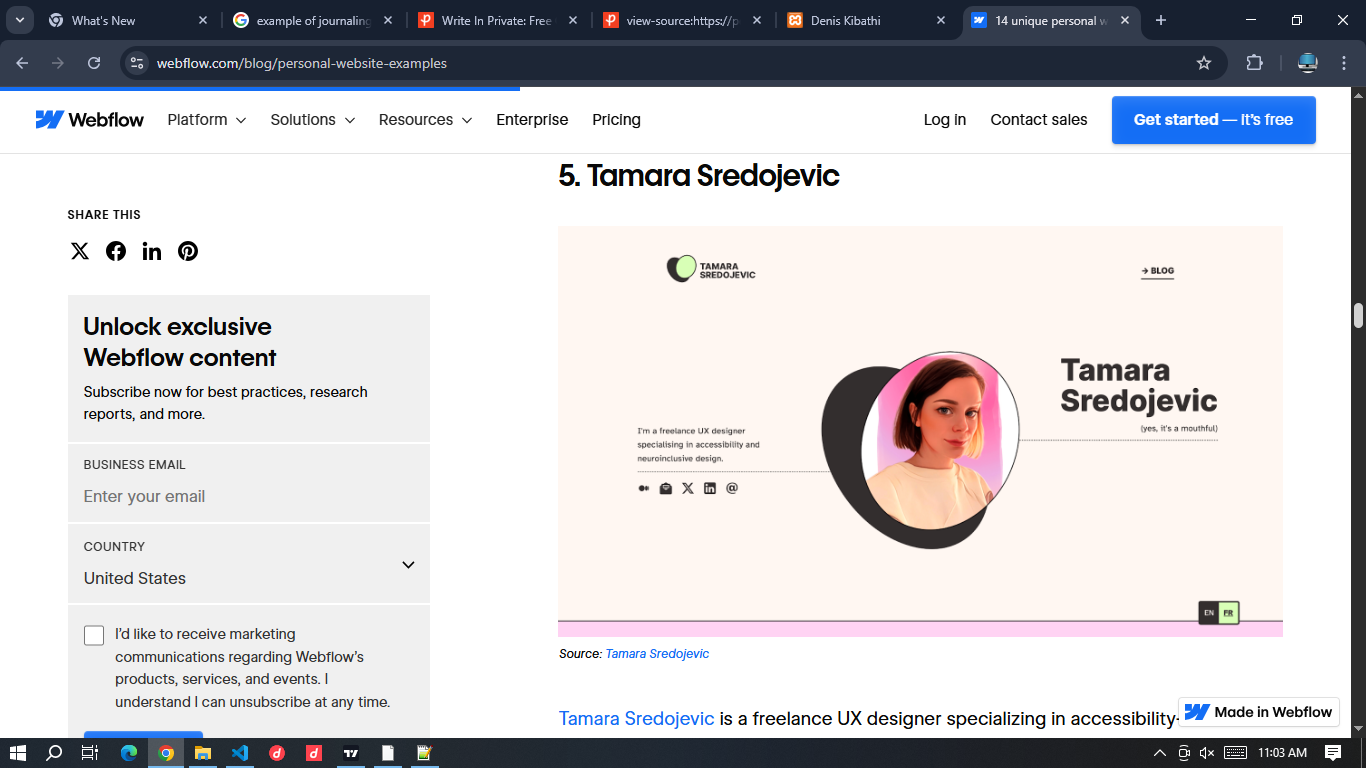 What's New
example of journaling
Write In Private: Free
view-source:https://p
Denis Kibathi
14 unique personal w
webflow.com/blog/personal-website-examples
Webflow
Platform
Solutions
Resources
Enterprise
Pricing
Log in
Contact sales
Get started — it's free
5. Tamara Sredojevic
SHARE THIS
Unlock exclusive
Webflow content
Subscribe now for best practices, research
reports, and more.
BUSINESS EMAIL
Enter your email
COUNTRY
United States
I'd like to receive marketing
communications regarding Webflow's
products, services, and events. I
understand I can unsubscribe at any time.
TAMARA
SREDOJEVIC
→ BLOG
Tamara
Sredojevic
(yes, it's a mouthful)
I'm a freelance UX designer
specialising in accessibility and
neuroinclusive design.
EN FR
Source: Tamara Sredojevic
Tamara Sredojevic is a freelance UX designer specializing in accessibility-
Made in Webflow
11:03 AM